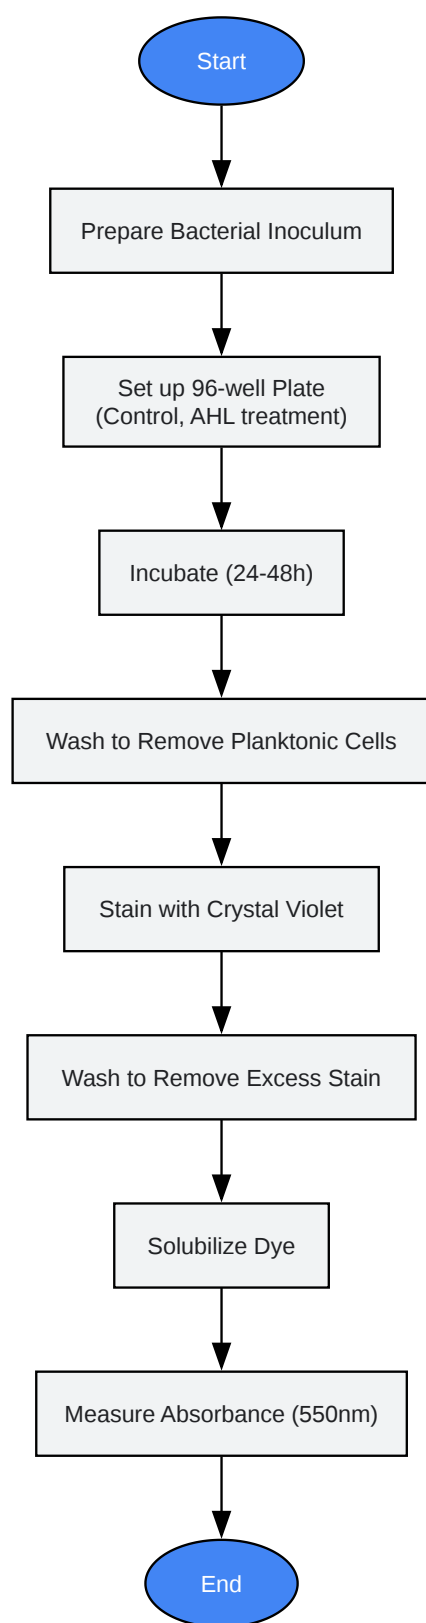 Start
Prepare Bacterial Inoculum
Set up 96-well Plate
(Control, AHL treatment)
Incubate (24-48h)
Wash to Remove Planktonic Cells
Stain with Crystal Violet
Wash to Remove Excess Stain
Solubilize Dye
Measure Absorbance (550nm)
End